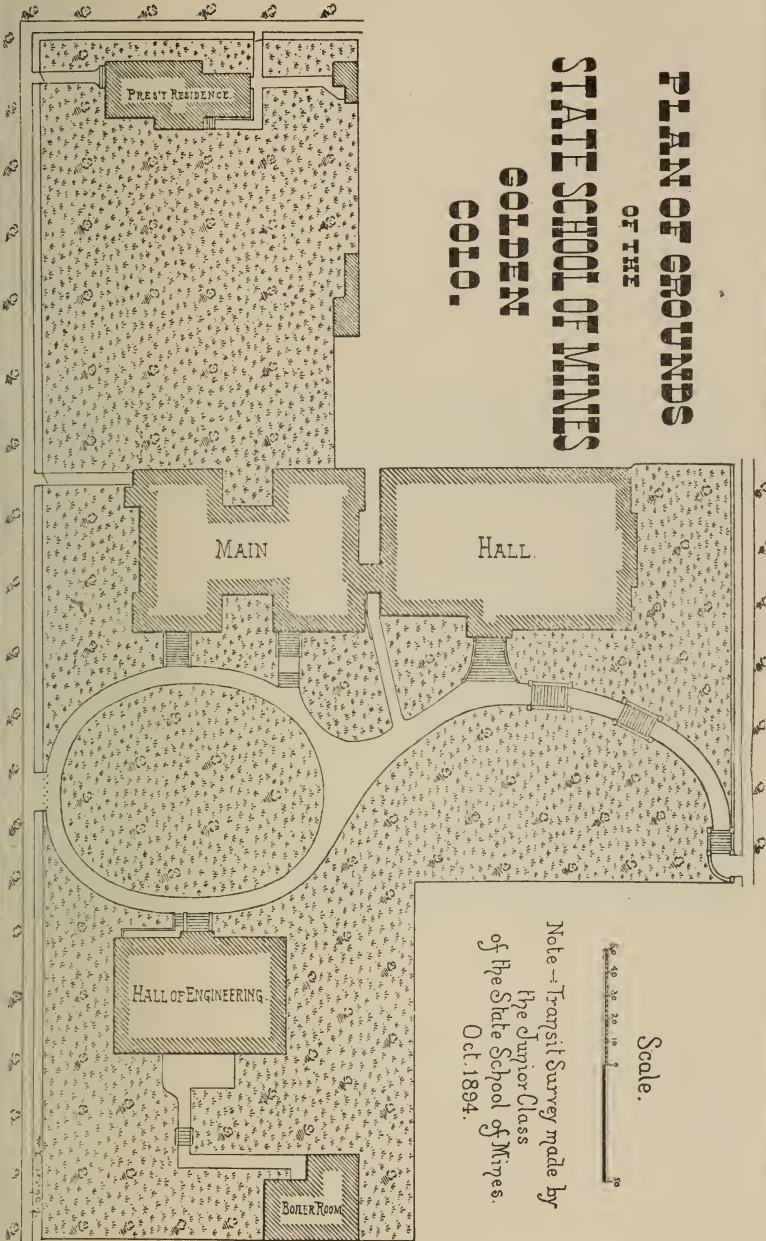 PLAN OF GROUNDS
OF THE
STATE SCHOOL OF MINES
GOLDEN
COLO.
PRES'T RESIDENCE.
MAIN
HALL.
HALL OF ENGINEERING.
BOILER ROOM
Scale.
50 40 30 20 10 0 50
Note - Transit Survey made by
the Junior Class
of the State School of Mines.
Oct. 1894.